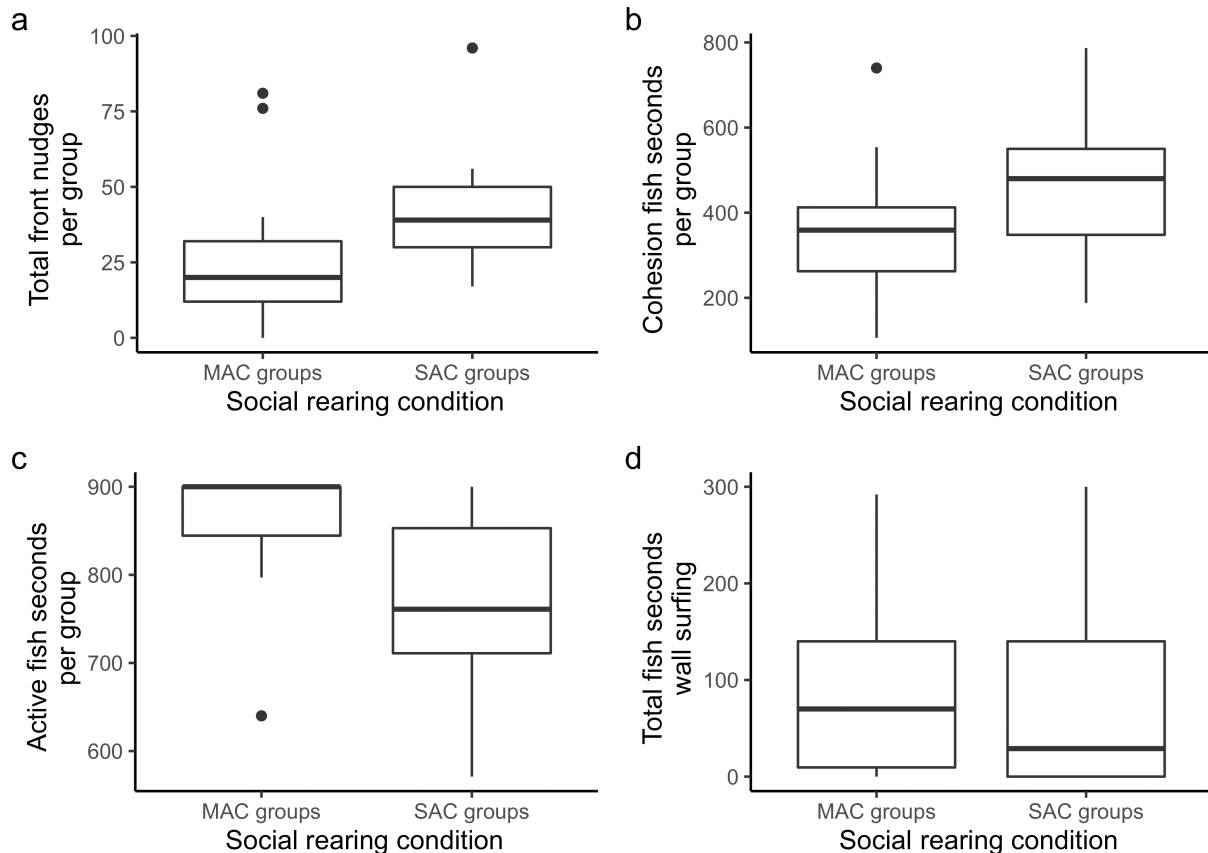 a
Total front nudges
per group
100
75
50
25
0
MAC groups
SAC groups
Social rearing condition
b
Cohesion fish seconds
per group
800
600
400
200
MAC groups
SAC groups
Social rearing condition
c
Active fish seconds
per group
900
800
700
600
MAC groups
SAC groups
Social rearing condition
d
Total fish seconds
wall surfing
300
200
100
0
MAC groups
SAC groups
Social rearing condition